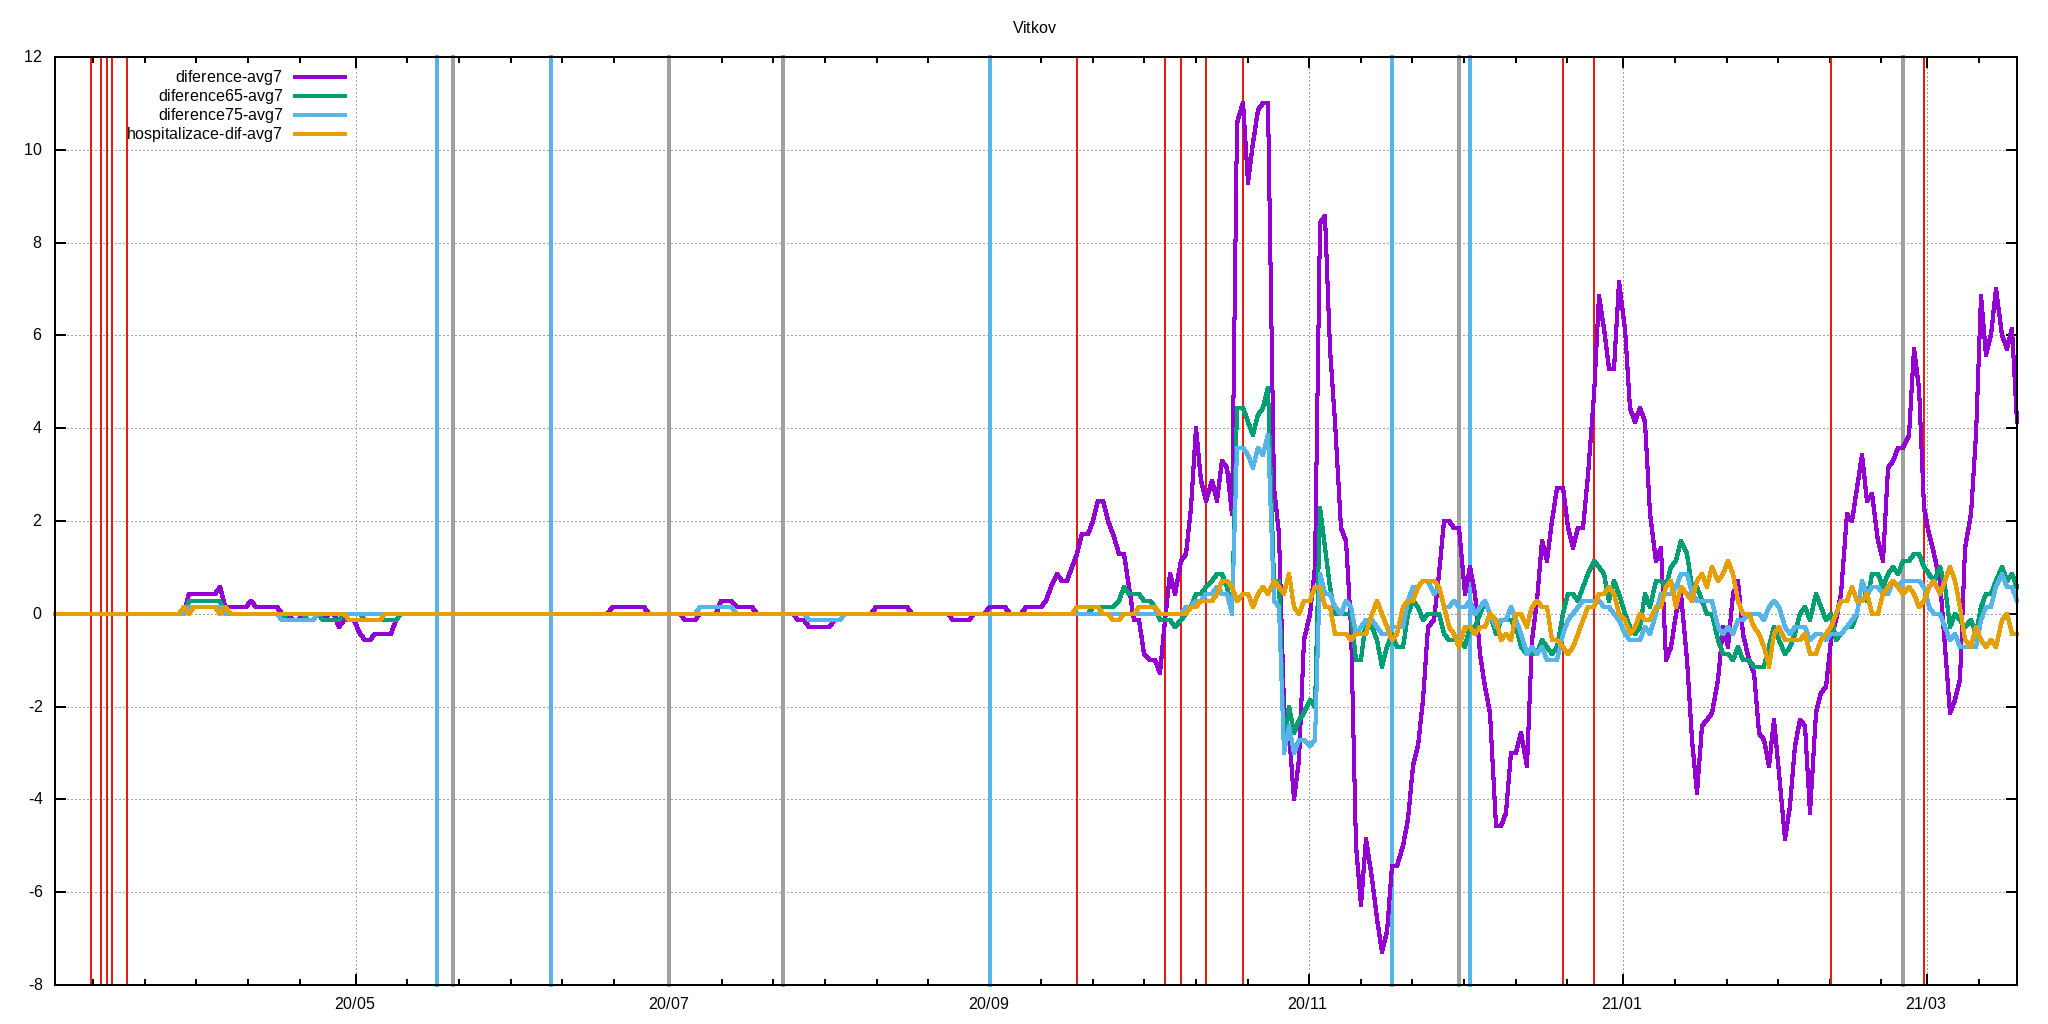 Vitkov
diference-avg7
diference65-avg7
diference75-avg7
hospitalizace-dif-avg7
12
10
8
6
4
2
0
-2
-4
-6
-8
20/05 20/07 20/09 20/11 21/01 21/03